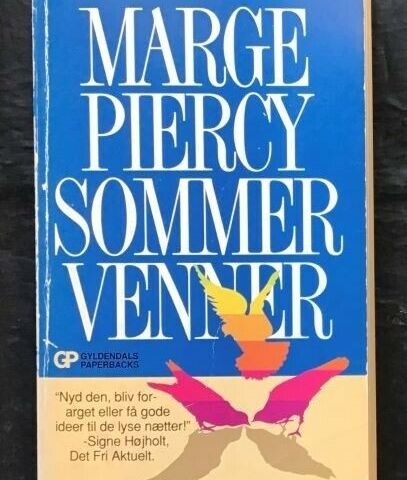 MARGE
PIERCY
SOMMER
VENNER
GP GYLDENDALS
PAPERBACKS
"Nyd den, bliv for-
arget eller få gode
ideer til de lyse nætter!"
-Signe Højholt,
Det Fri Aktuelt.